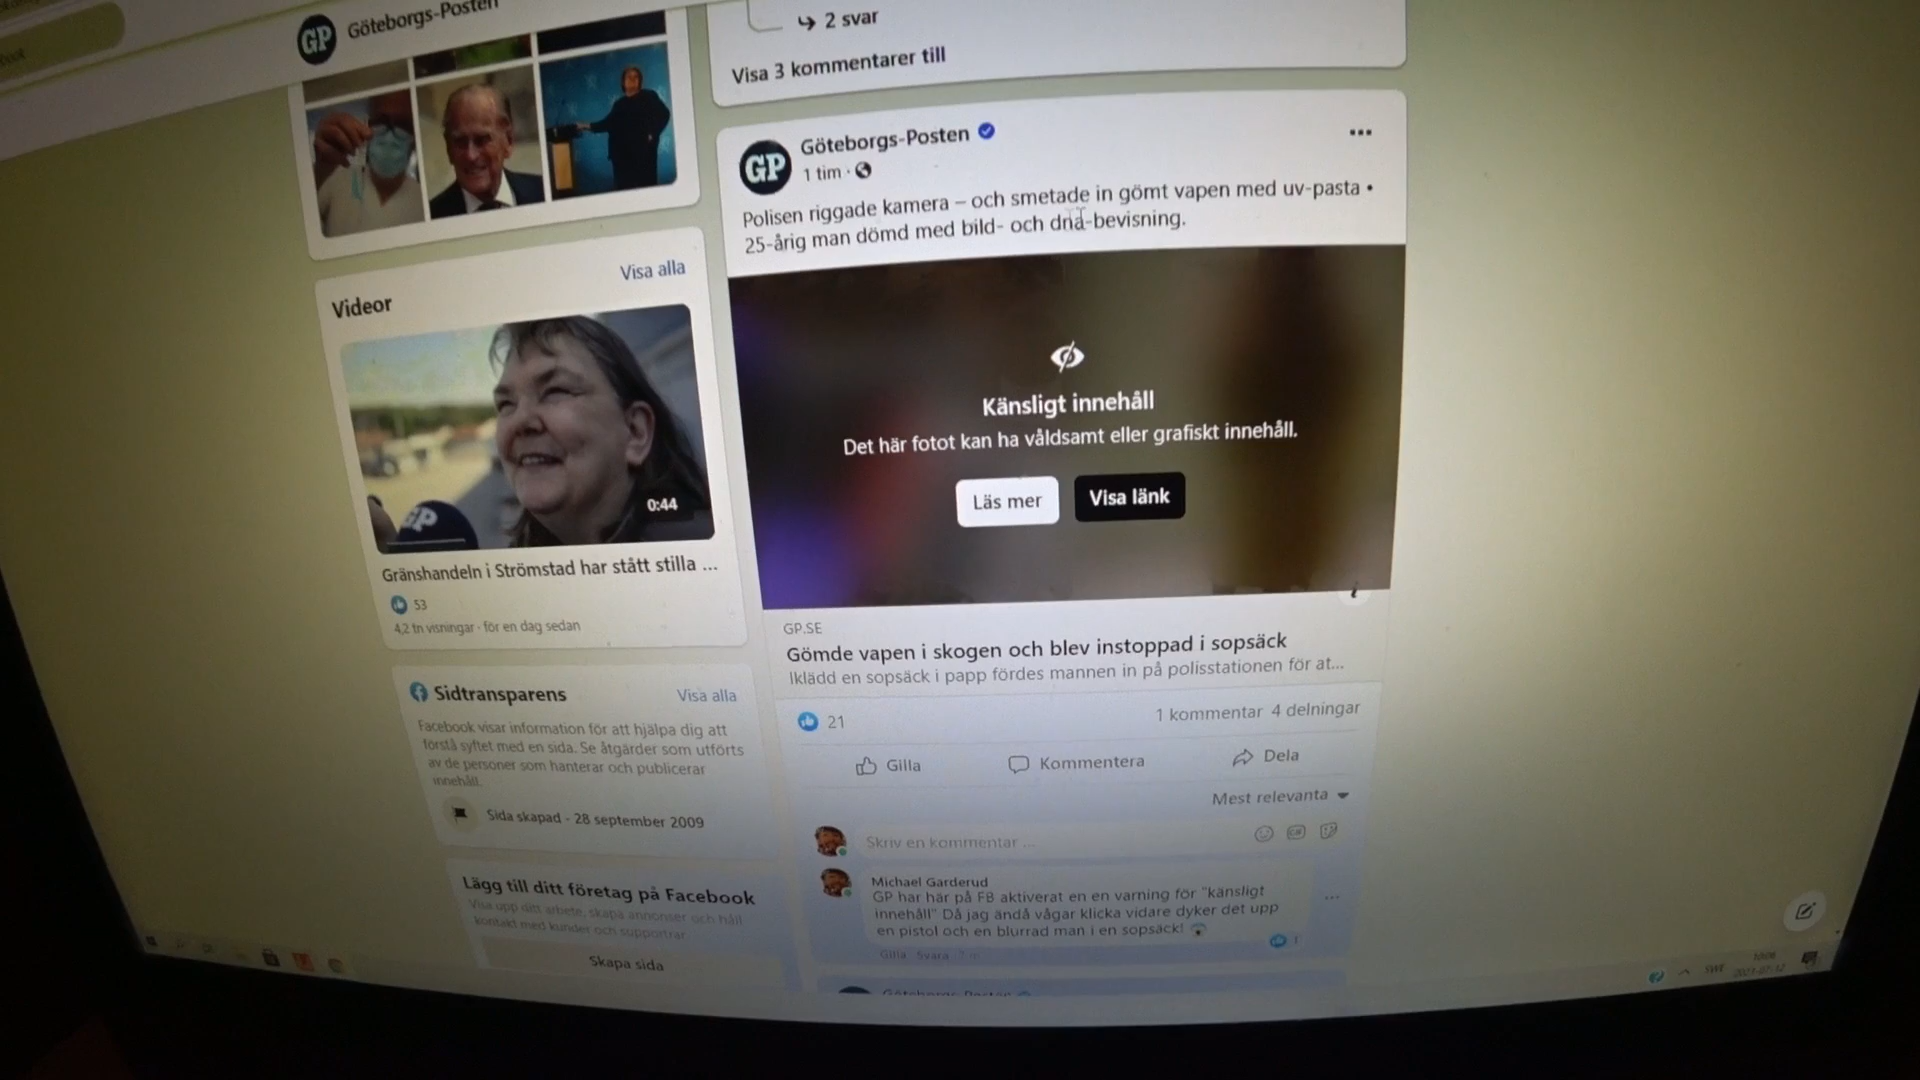 GP Göteborgs-Posten
2 svar
Visa 3 kommentarer till
GP
Göteborgs-Posten
1 tim ·
Polisen riggade kamera – och smetade in gömt vapen med uv-pasta •
25-årig man dömd med bild- och dna-bevisning.
Känsligt innehåll
Det här fotot kan ha våldsamt eller grafiskt innehåll.
Läs mer Visa länk
GP.SE
Gömde vapen i skogen och blev instoppad i sopsäck
Iklädd en sopsäck i papp fördes mannen in på polisstationen för at...
21
1 kommentar 4 delningar
Gilla Kommentera Dela
Mest relevanta
Skriv en kommentar ...
Michael Garderud
GP har här på FB aktiverat en en varning för "känsligt
innehåll" Då jag ändå vågar klicka vidare dyker det upp
en pistol och en blurrad man i en sopsäck!
1
Gilla Svara
Göteborgs-Posten
Videor
Visa alla
GP
0:44
Gränshandeln i Strömstad har stått stilla ...
53
4,2 tn visningar · för en dag sedan
Sidtransparens
Visa alla
Facebook visar information för att hjälpa dig att
förstå syftet med en sida. Se åtgärder som utförts
av de personer som hanterar och publicerar
innehåll.
Sida skapad - 28 september 2009
Lägg till ditt företag på Facebook
Visa upp ditt arbete, skapa annonser och håll
kontakt med kunder och supportrar.
Skapa sida
SWE
10:06